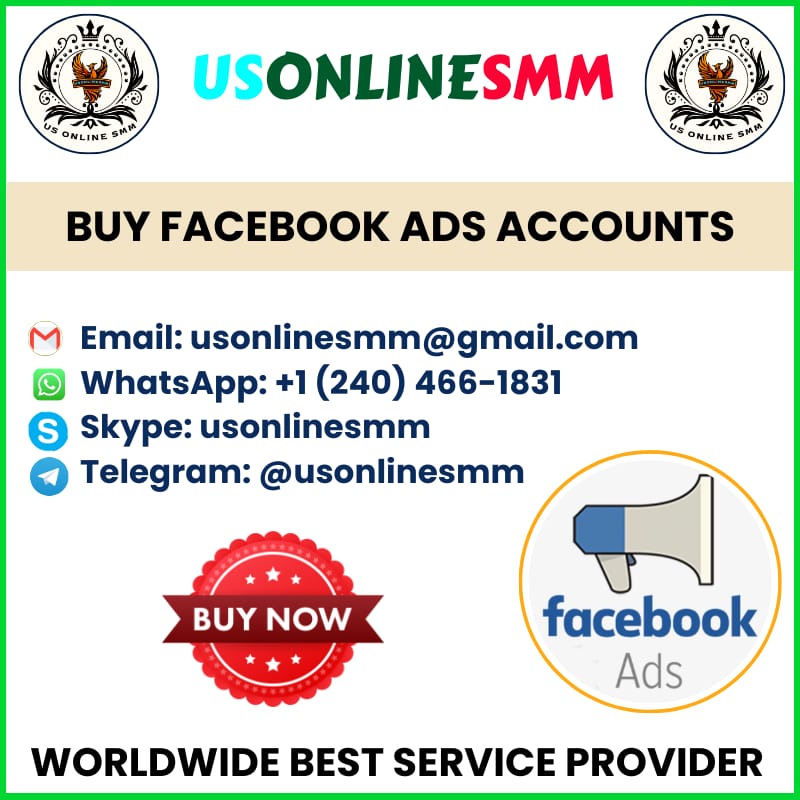 USONLINESMM
US ONLINE SMM
US ONLINE SMM
BUY FACEBOOK ADS ACCOUNTS
Email: usonlinesmm@gmail.com
WhatsApp: +1 (240) 466-1831
Skype: usonlinesmm
Telegram: @usonlinesmm
BUY NOW
facebook
Ads
WORLDWIDE BEST SERVICE PROVIDER